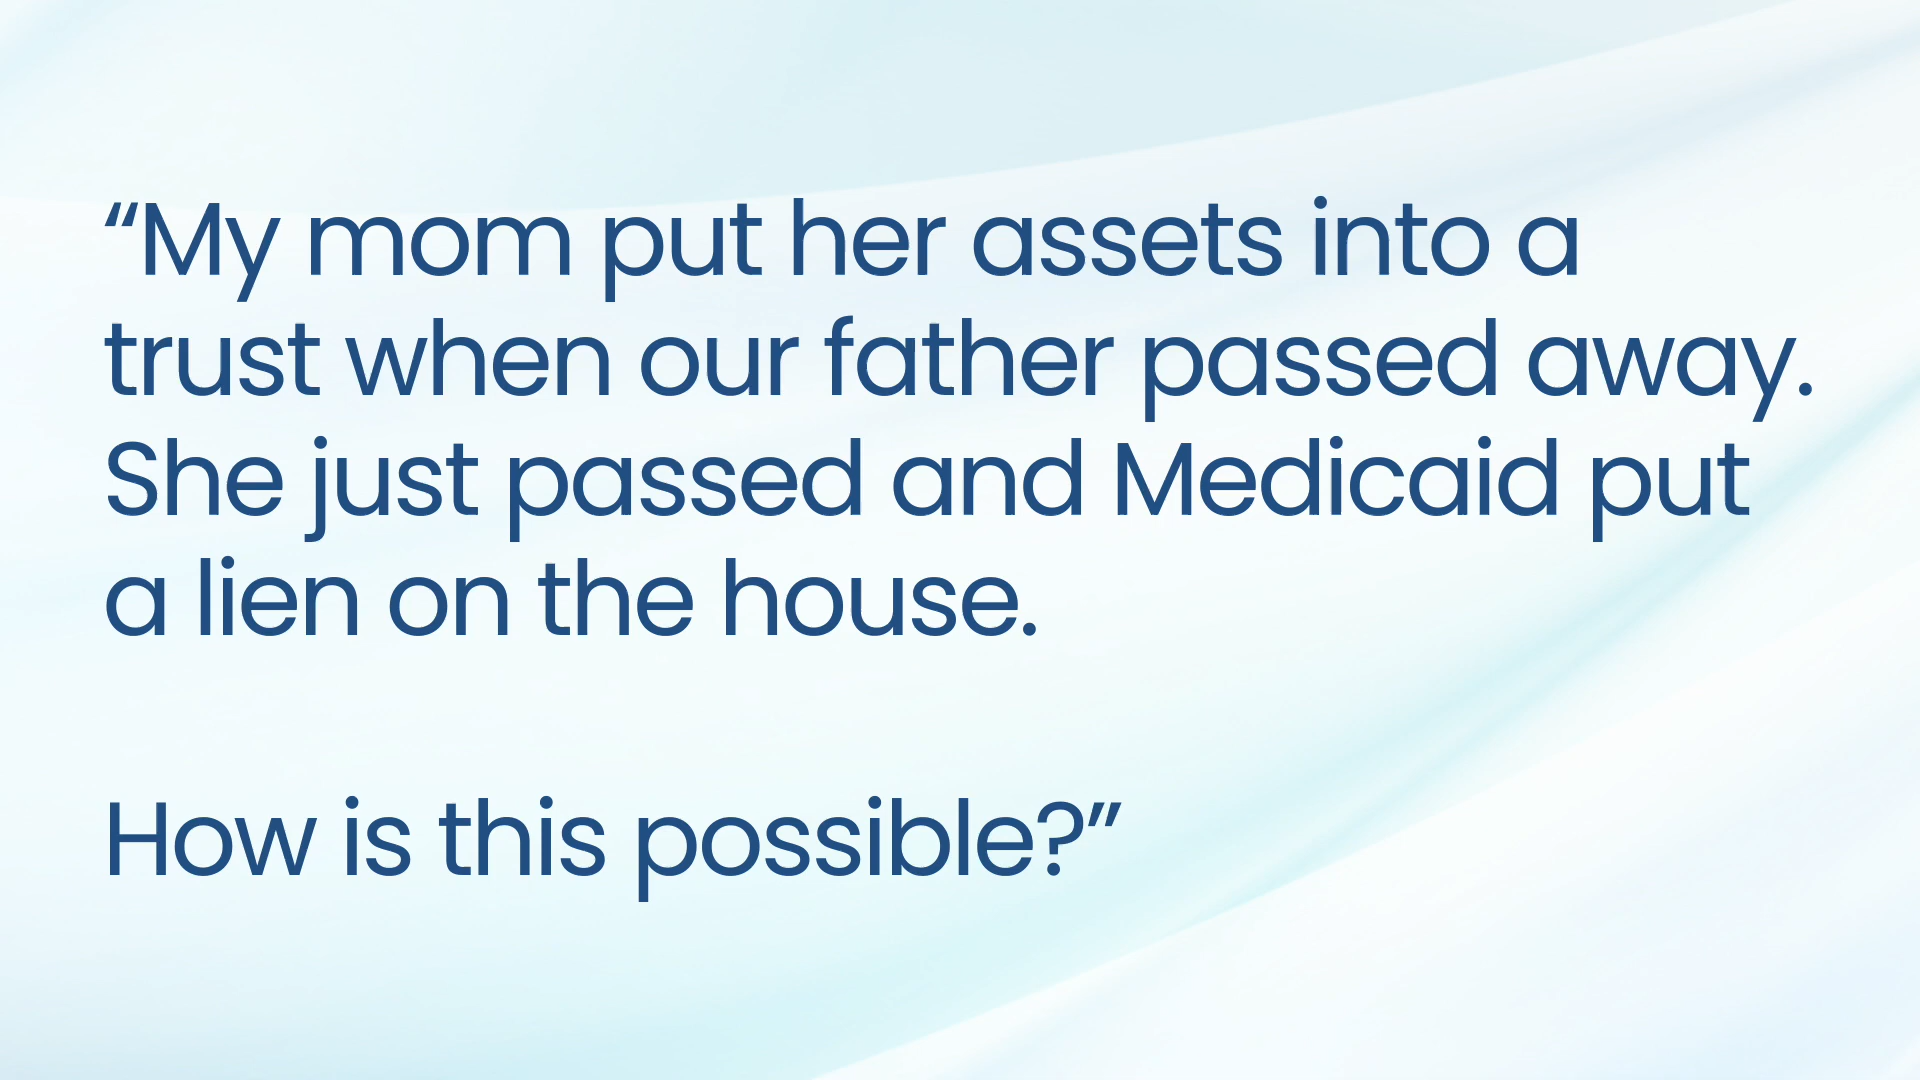 “My mom put her assets into a
trust when our father passed away.
She just passed and Medicaid put
a lien on the house.
How is this possible?”